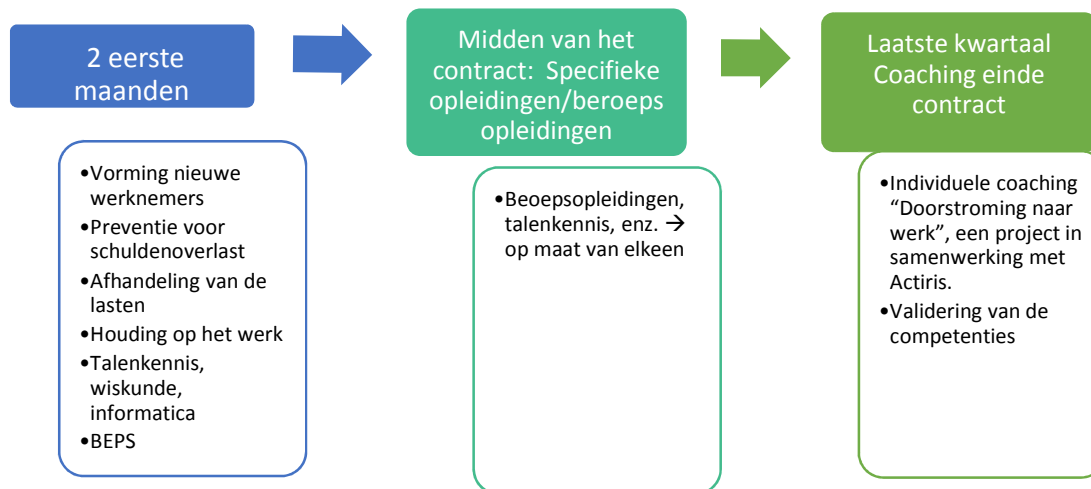 2 eerste
maanden
•Vorming nieuwe
werknemers
•Preventie voor
schuldenoverlast
•Afhandeling van de
lasten
•Houding op het werk
•Talenkennis,
wiskunde,
informatica
•BEPS
Midden van het
contract: Specifieke
opleidingen/beroeps
opleidingen
•Beoepsopleidingen,
talenkennis, enz. →
op maat van elkeen
Laatste kwartaal
Coaching einde
contract
•Individuele coaching
“Doorstroming naar
werk”, een project in
samenwerking met
Actiris.
•Validering van de
competenties